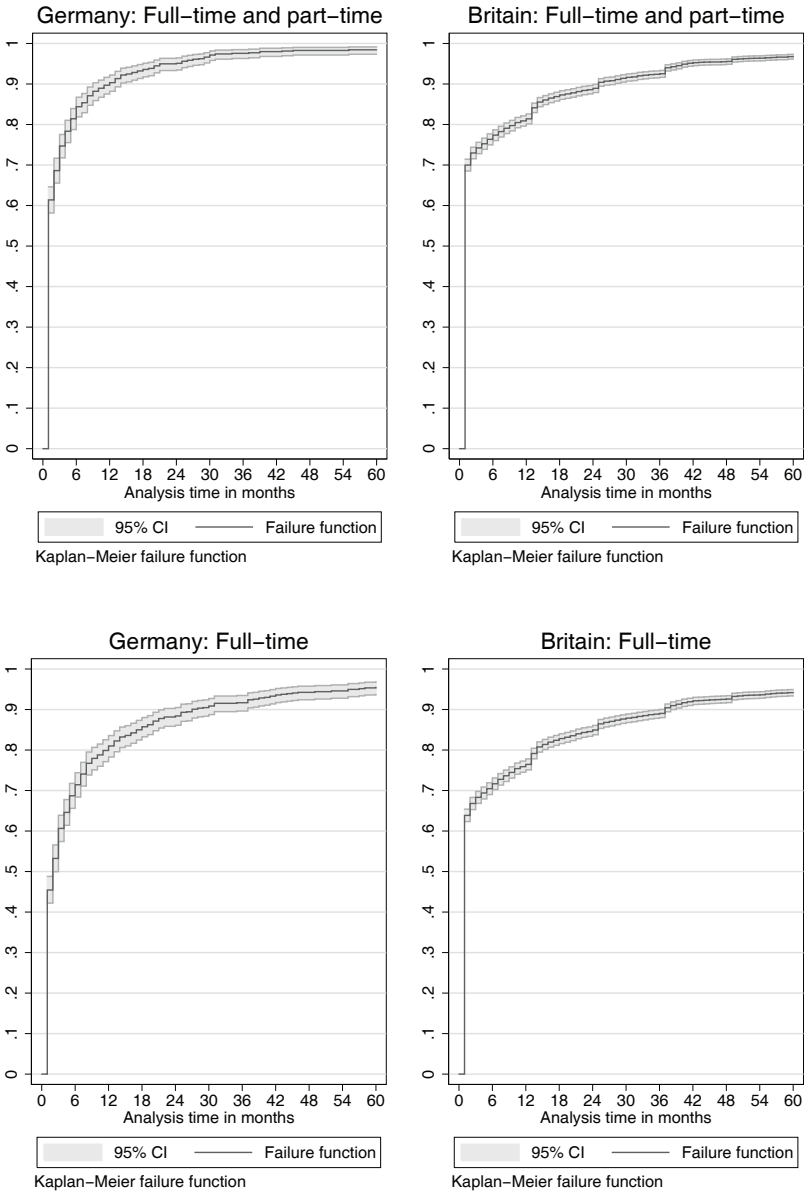 Germany: Full–time and part–time
1
.9
.8
.7
.6
.5
.4
.3
.2
.1
0
0 6 12 18 24 30 36 42 48 54 60
Analysis time in months
95% CI Failure function
Kaplan–Meier failure function
Britain: Full–time and part–time
1
.9
.8
.7
.6
.5
.4
.3
.2
.1
0
0 6 12 18 24 30 36 42 48 54 60
Analysis time in months
95% CI Failure function
Kaplan–Meier failure function
Germany: Full–time
1
.9
.8
.7
.6
.5
.4
.3
.2
.1
0
0 6 12 18 24 30 36 42 48 54 60
Analysis time in months
95% CI Failure function
Kaplan–Meier failure function
Britain: Full–time
1
.9
.8
.7
.6
.5
.4
.3
.2
.1
0
0 6 12 18 24 30 36 42 48 54 60
Analysis time in months
95% CI Failure function
Kaplan–Meier failure function